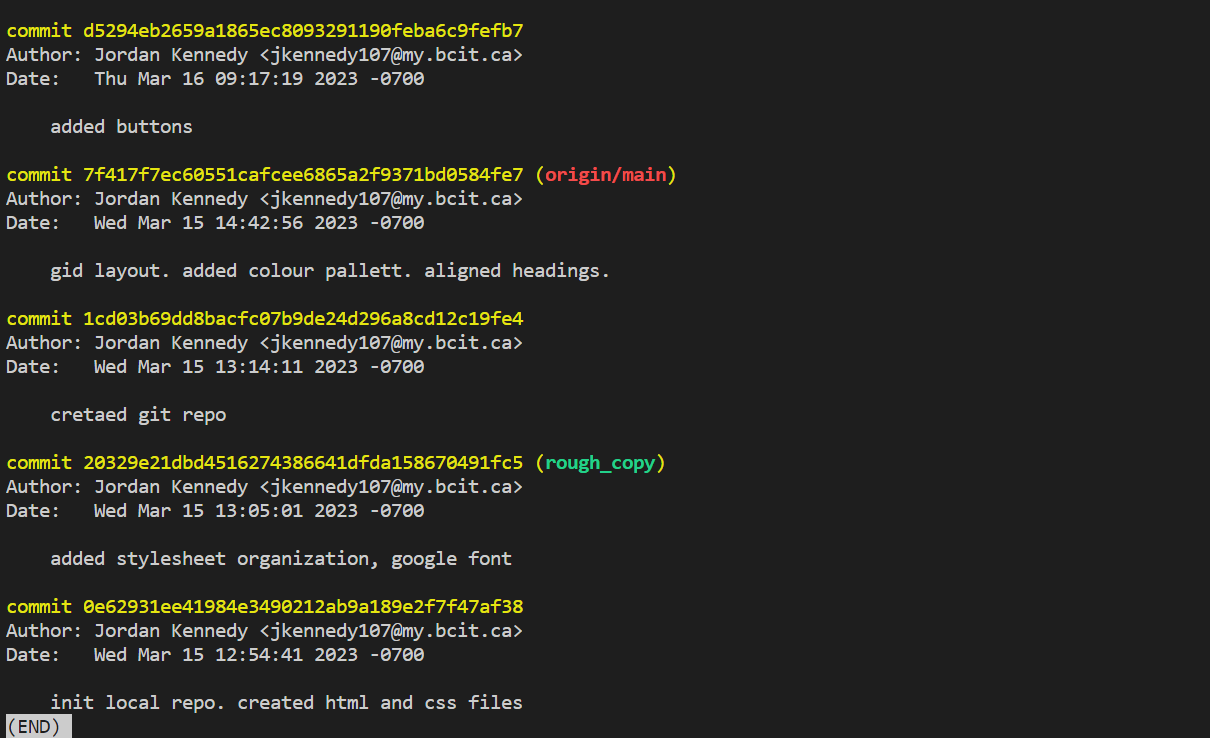 commit d5294eb2659a1865ec8093291190feba6c9fefb7
Author: Jordan Kennedy <jkennedy107@my.bcit.ca>
Date:   Thu Mar 16 09:17:19 2023 -0700
added buttons
commit 7f417f7ec60551cafcee6865a2f9371bd0584fe7 (origin/main)
Author: Jordan Kennedy <jkennedy107@my.bcit.ca>
Date:   Wed Mar 15 14:42:56 2023 -0700
gid layout. added colour pallett. aligned headings.
commit 1cd03b69dd8bacfc07b9de24d296a8cd12c19fe4
Author: Jordan Kennedy <jkennedy107@my.bcit.ca>
Date:   Wed Mar 15 13:14:11 2023 -0700
cretaed git repo
commit 20329e21dbd4516274386641dfda158670491fc5 (rough_copy)
Author: Jordan Kennedy <jkennedy107@my.bcit.ca>
Date:   Wed Mar 15 13:05:01 2023 -0700
added stylesheet organization, google font
commit 0e62931ee41984e3490212ab9a189e2f7f47af38
Author: Jordan Kennedy <jkennedy107@my.bcit.ca>
Date:   Wed Mar 15 12:54:41 2023 -0700
init local repo. created html and css files
(END)